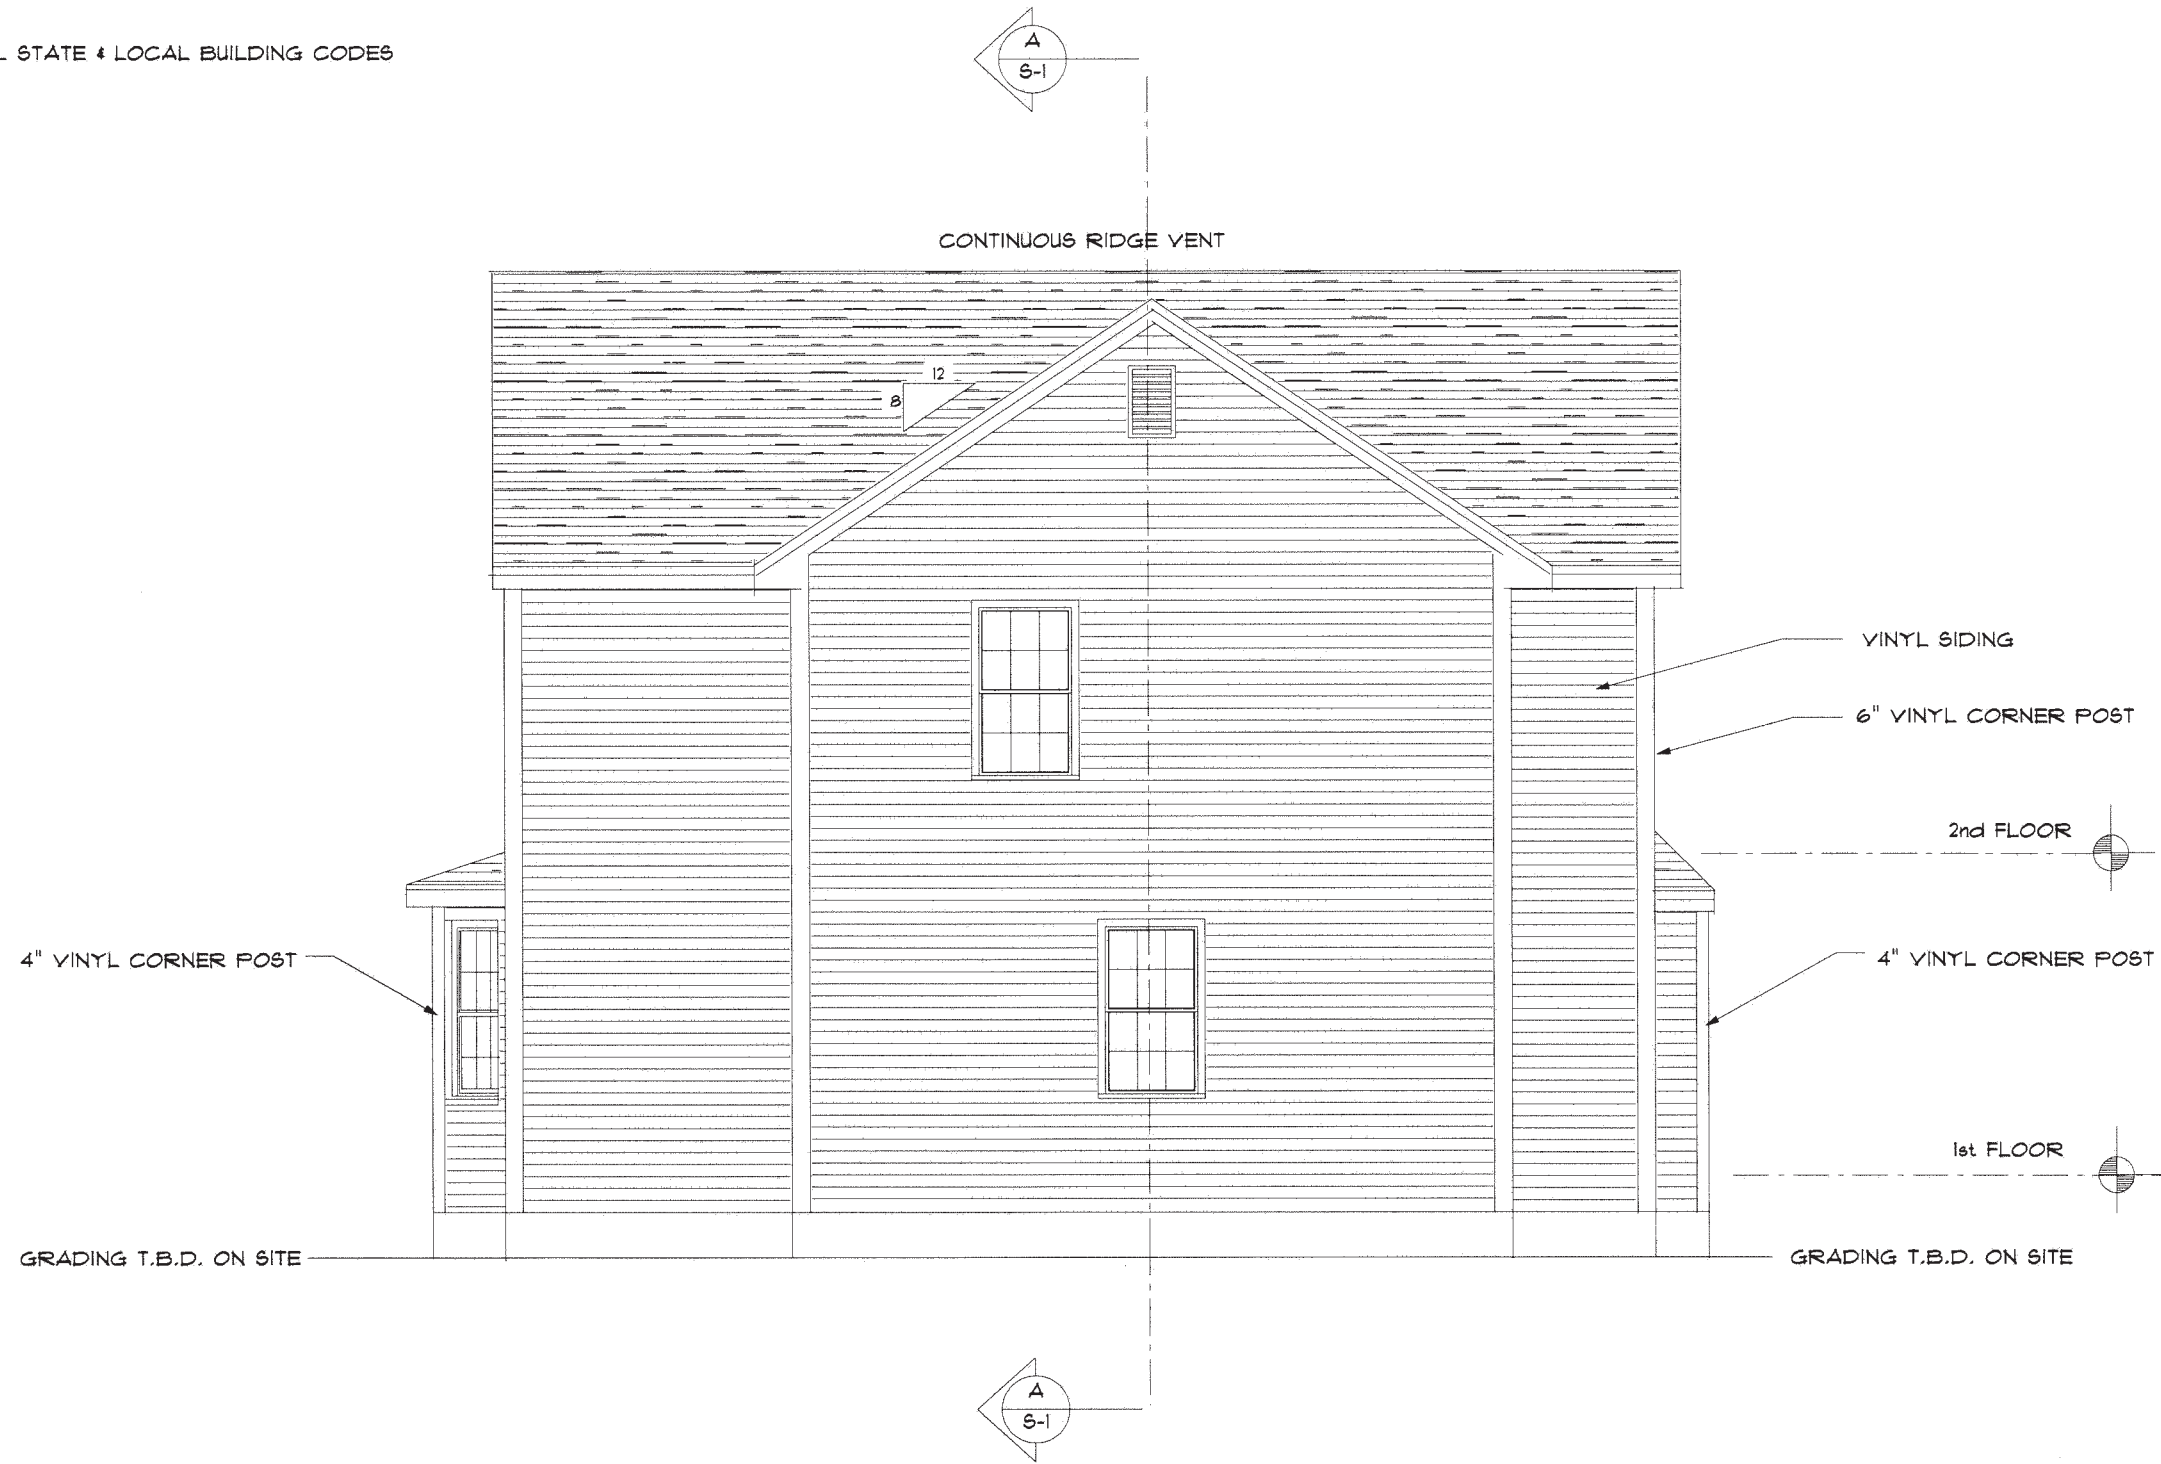 STATE & LOCAL BUILDING CODES
A
S-1
CONTINUOUS RIDGE VENT
12
8
VINYL SIDING
6" VINYL CORNER POST
2nd FLOOR
4" VINYL CORNER POST
4" VINYL CORNER POST
1st FLOOR
GRADING T.B.D. ON SITE
GRADING T.B.D. ON SITE
A
S-1